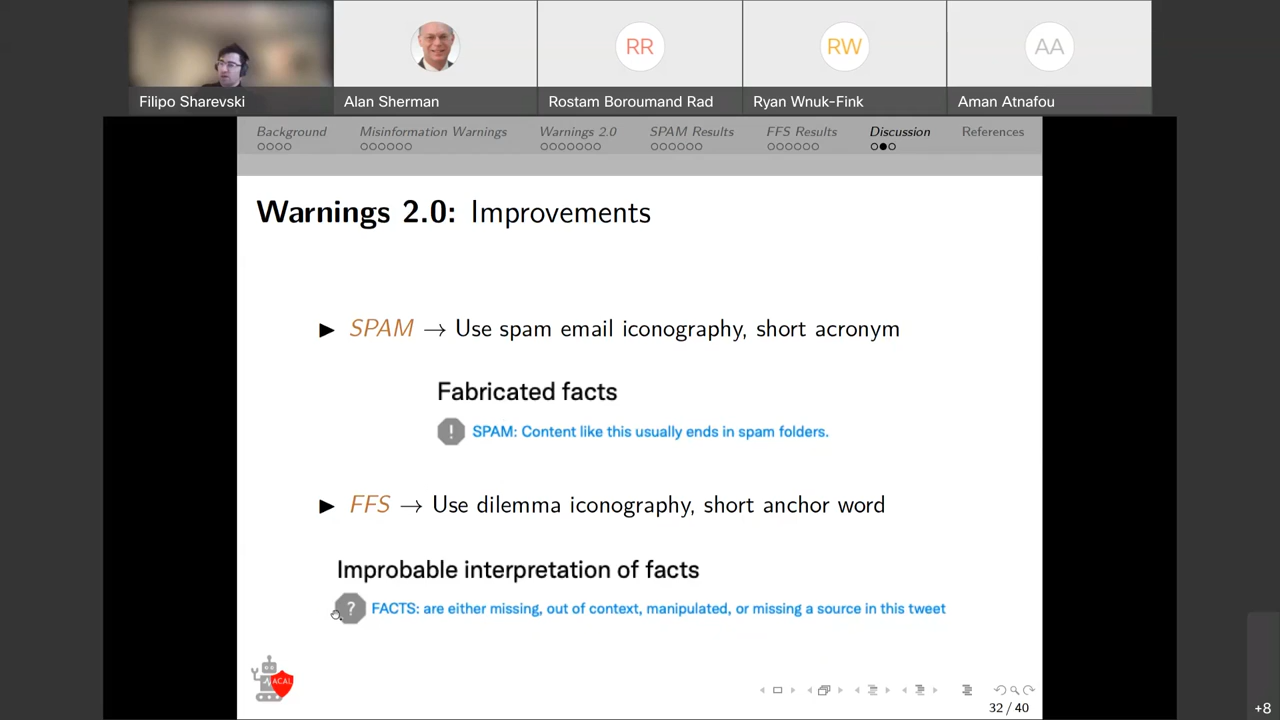 RR
RW
AA
Filipo Sharevski
Alan Sherman
Rostam Boroumand Rad
Ryan Wnuk-Fink
Aman Atnafou
Background
Misinformation Warnings
Warnings 2.0
SPAM Results
FFS Results
Discussion
References
Warnings 2.0: Improvements
▶ SPAM → Use spam email iconography, short acronym
Fabricated facts
! SPAM: Content like this usually ends in spam folders.
▶ FFS → Use dilemma iconography, short anchor word
Improbable interpretation of facts
? FACTS: are either missing, out of context, manipulated, or missing a source in this tweet
ACAL
32 / 40
+8